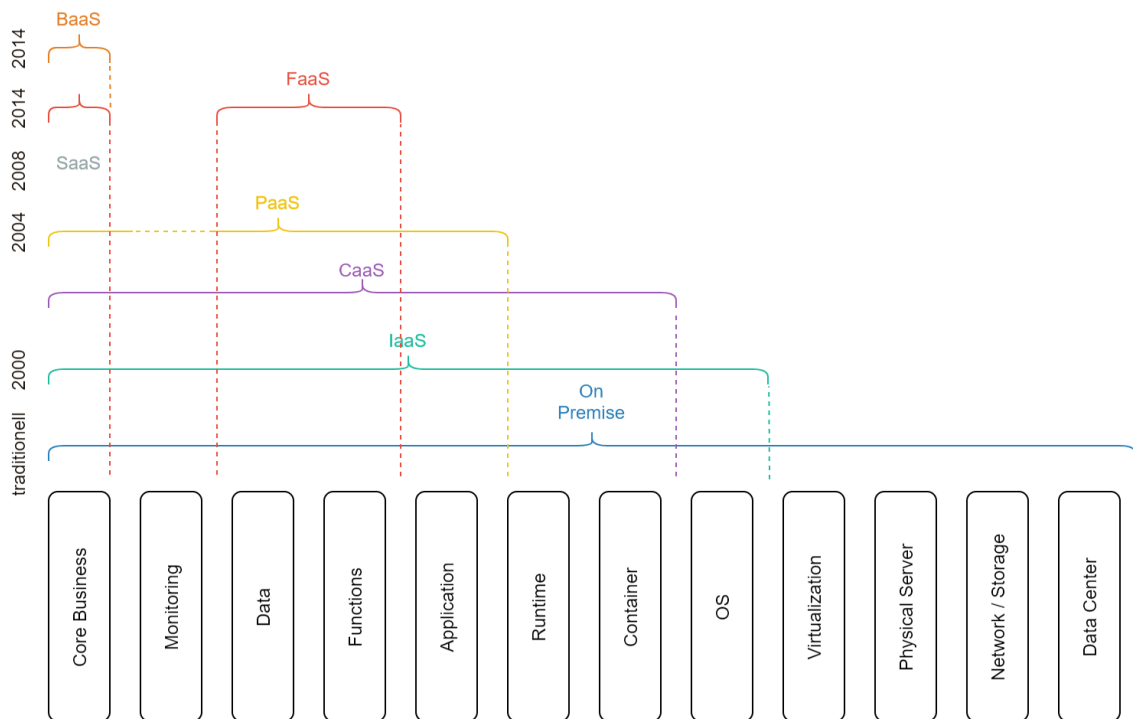 BaaS
2014
FaaS
2014
SaaS
2008
PaaS
2004
CaaS
IaaS
2000
On
Premise
traditionell
Core Business
Monitoring
Data
Functions
Application
Runtime
Container
OS
Virtualization
Physical Server
Network / Storage
Data Center